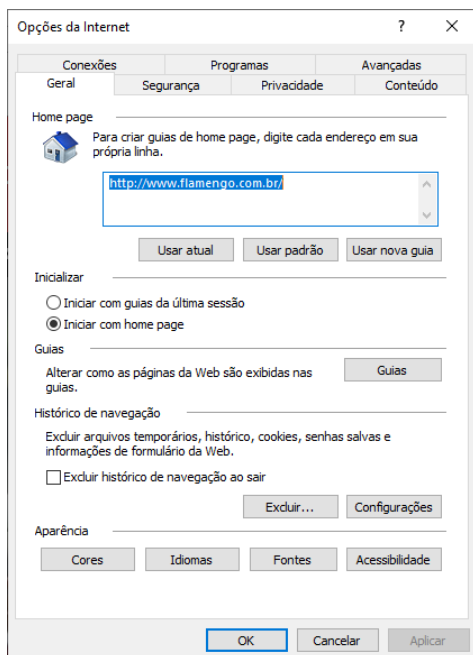 Opções da Internet ? X
Conexões Programas Avançadas
Geral Segurança Privacidade Conteúdo
Home page
Para criar guias de home page, digite cada endereço em sua
própria linha.
http://www.flamengo.com.br/
Usar atual Usar padrão Usar nova guia
Inicializar
Iniciar com guias da última sessão
Iniciar com home page
Guias
Alterar como as páginas da Web são exibidas nas
guias.
Guias
Histórico de navegação
Excluir arquivos temporários, histórico, cookies, senhas salvas e
informações de formulário da Web.
Excluir histórico de navegação ao sair
Excluir... Configurações
Aparência
Cores Idiomas Fontes Acessibilidade
OK Cancelar Aplicar